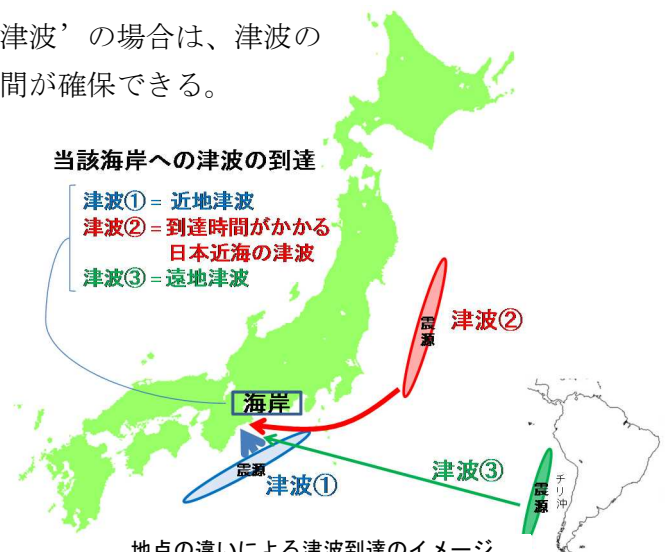 津波’の場合は、津波の
間が確保できる。
当該海岸への津波の到達
津波①=近地津波
津波②=到達時間がかかる
日本近海の津波
津波③=遠地津波
震源
津波②
海岸
震源
津波①
津波③
震源
チリ沖
地点の違いによる津波到達のイメージ